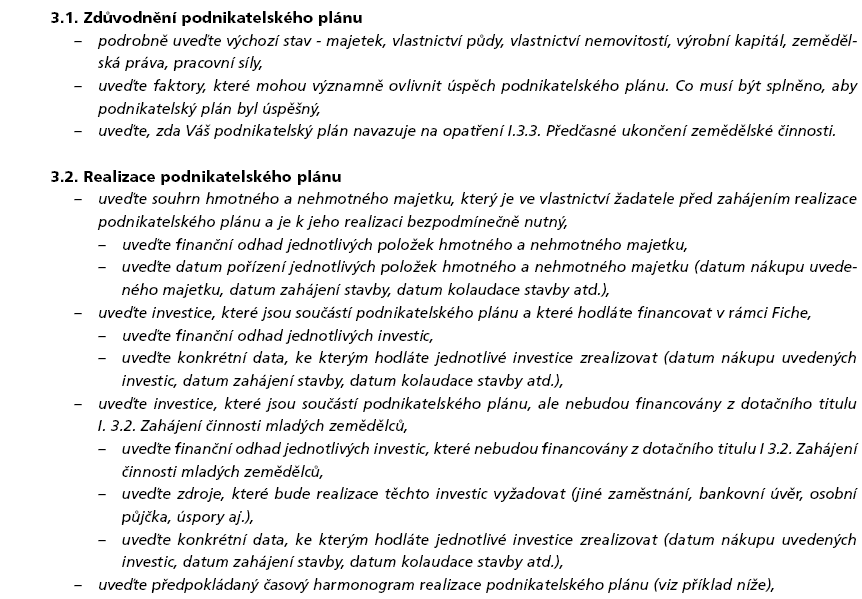 3.1. Zdůvodnění podnikatelského plánu
– podrobně uveďte výchozí stav - majetek, vlastnictví půdy, vlastnictví nemovitostí, výrobní kapitál, zeměděl-
ská práva, pracovní síly,
– uveďte faktory, které mohou významně ovlivnit úspěch podnikatelského plánu. Co musí být splněno, aby
podnikatelský plán byl úspěšný,
– uveďte, zda Váš podnikatelský plán navazuje na opatření I.3.3. Předčasné ukončení zemědělské činnosti.
3.2. Realizace podnikatelského plánu
– uveďte souhrn hmotného a nehmotného majetku, který je ve vlastnictví žadatele před zahájením realizace
podnikatelského plánu a je k jeho realizaci bezpodmínečně nutný,
– uveďte finanční odhad jednotlivých položek hmotného a nehmotného majetku,
– uveďte datum pořízení jednotlivých položek hmotného a nehmotného majetku (datum nákupu uvede-
ného majetku, datum zahájení stavby, datum kolaudace stavby atd.),
– uveďte investice, které jsou součástí podnikatelského plánu a které hodláte financovat v rámci Fiche,
– uveďte finanční odhad jednotlivých investic,
– uveďte konkrétní data, ke kterým hodláte jednotlivé investice zrealizovat (datum nákupu uvedených
investic, datum zahájení stavby, datum kolaudace stavby atd.),
– uveďte investice, které jsou součástí podnikatelského plánu, ale nebudou financovány z dotačního titulu
I. 3.2. Zahájení činnosti mladých zemědělců,
– uveďte finanční odhad jednotlivých investic, které nebudou financovány z dotačního titulu I 3.2. Zahájení
činnosti mladých zemědělců,
– uveďte zdroje, které bude realizace těchto investic vyžadovat (jiné zaměstnání, bankovní úvěr, osobní
půjčka, úspory aj.),
– uveďte konkrétní data, ke kterým hodláte jednotlivé investice zrealizovat (datum nákupu uvedených
investic, datum zahájení stavby, datum kolaudace stavby atd.),
– uveďte předpokládaný časový harmonogram realizace podnikatelského plánu (viz příklad níže),